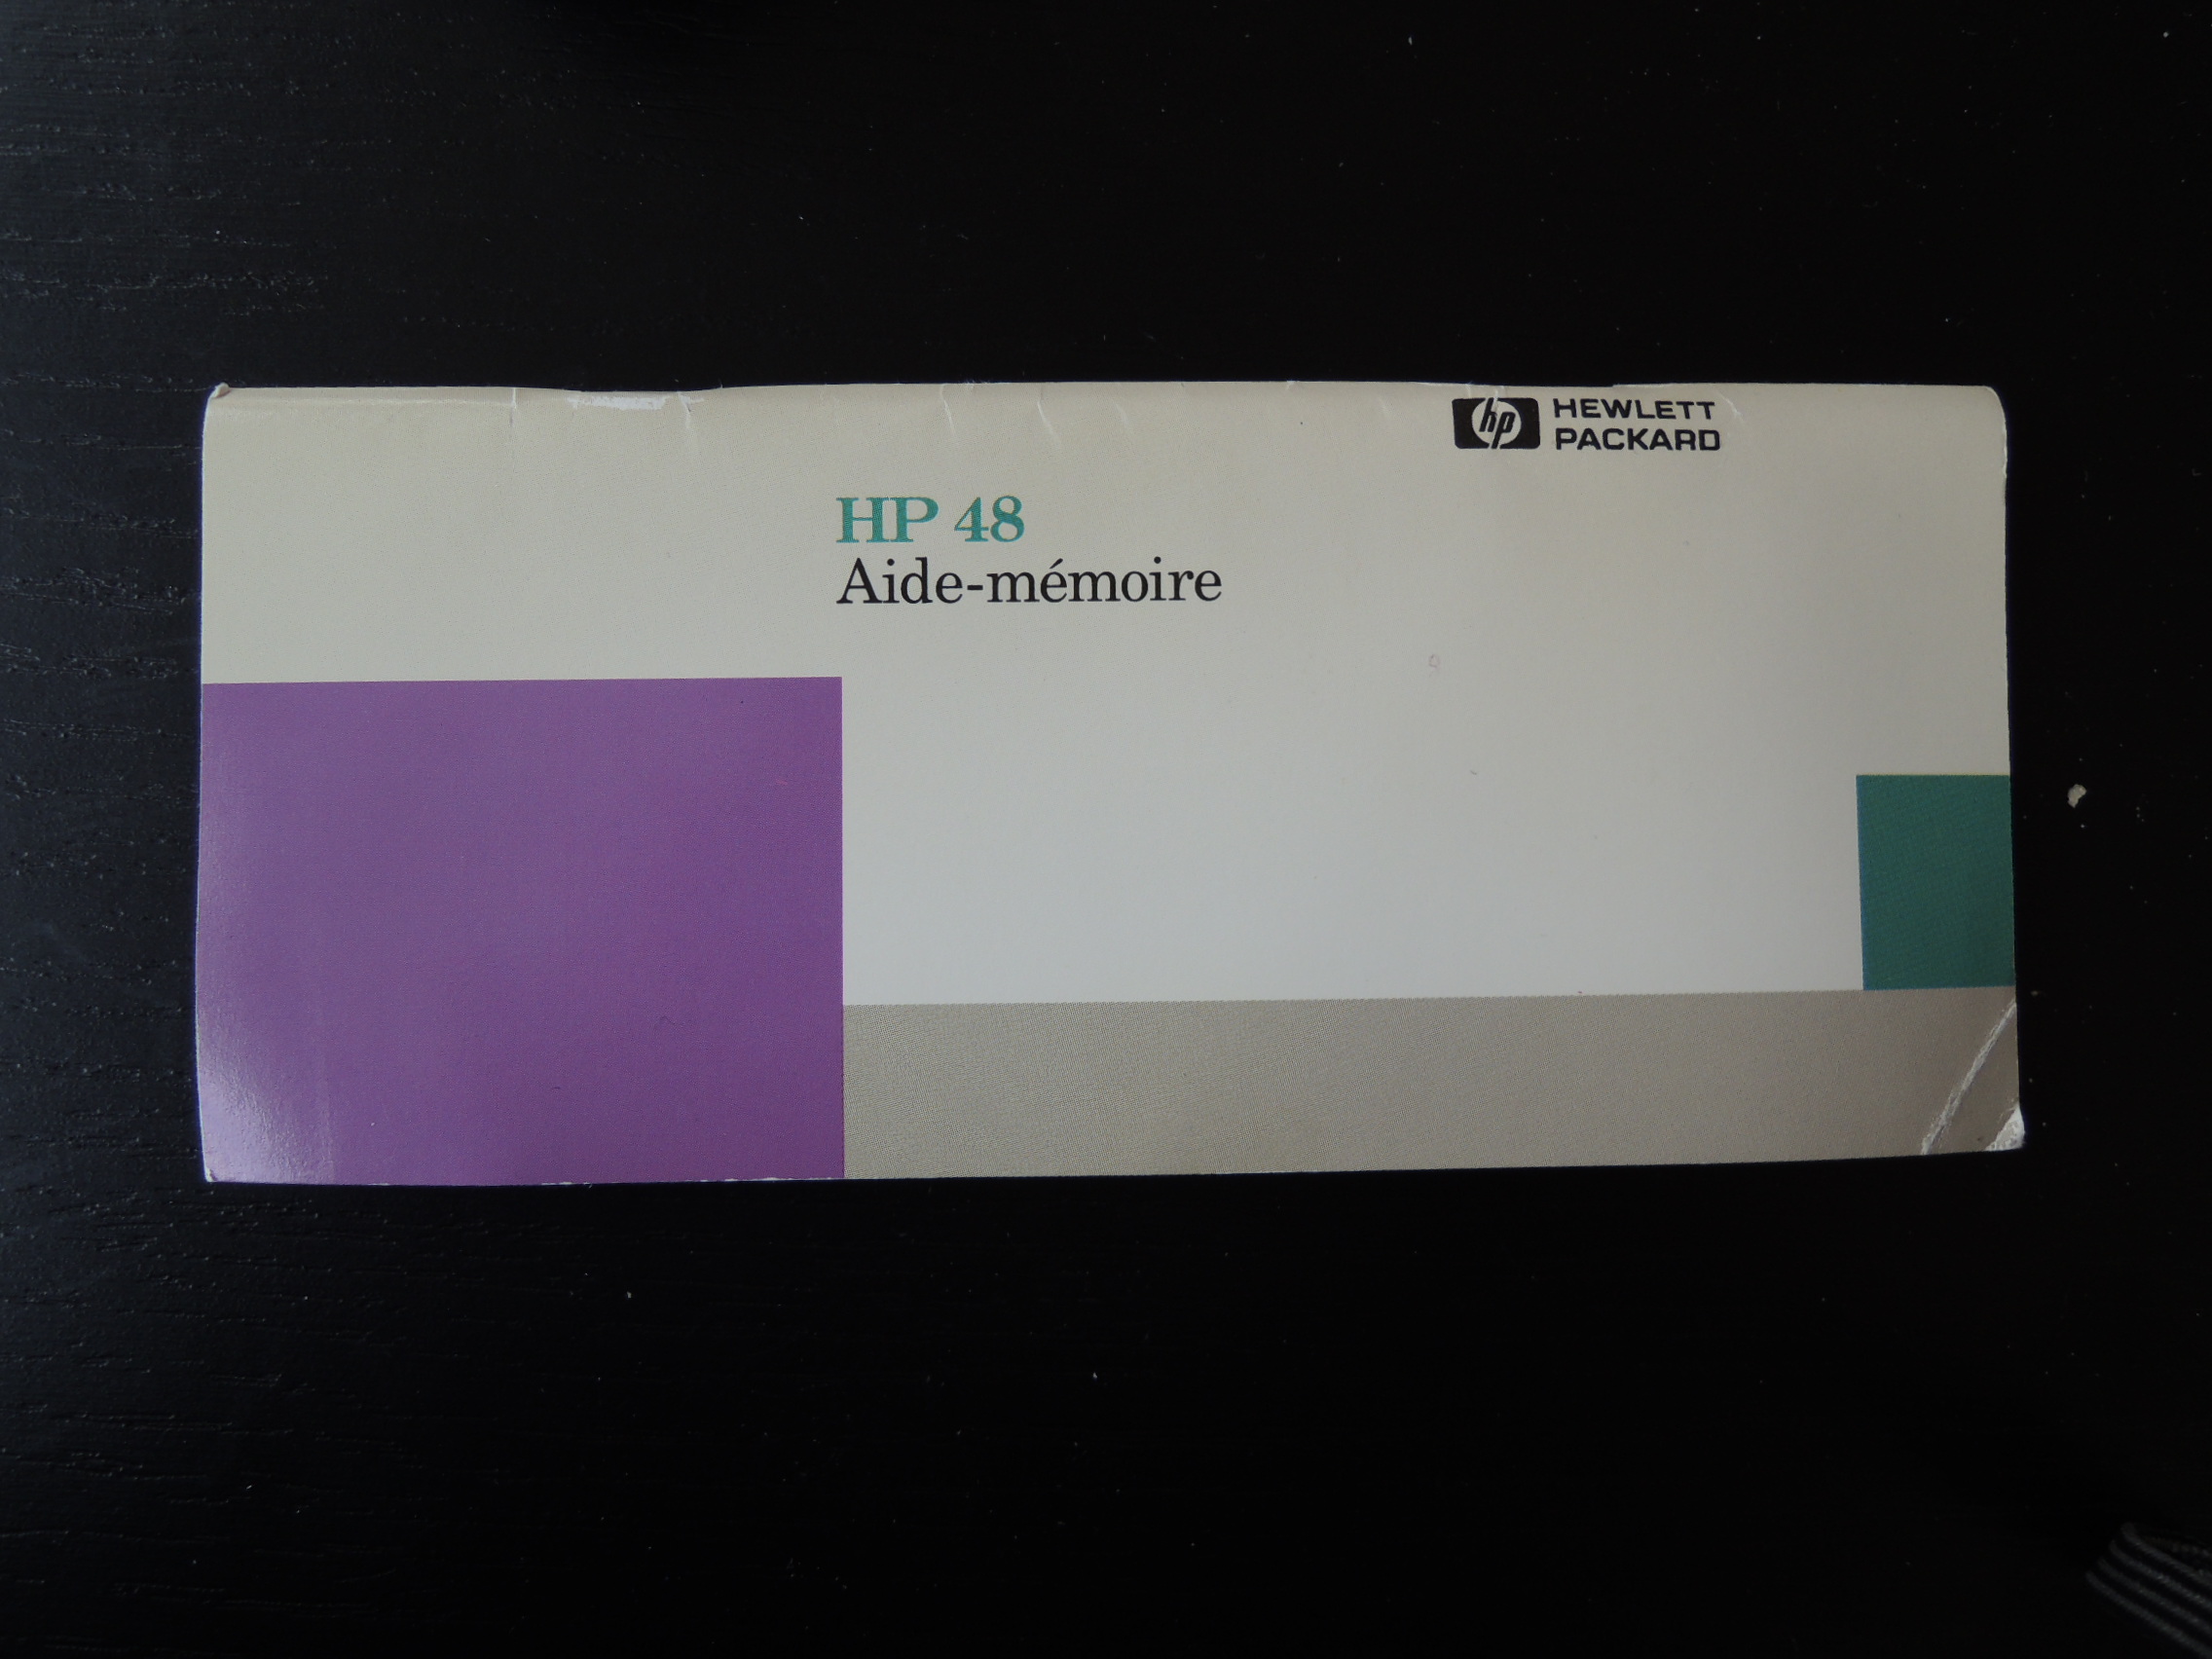 hp HEWLETT
PACKARD
HP 48
Aide-mémoire